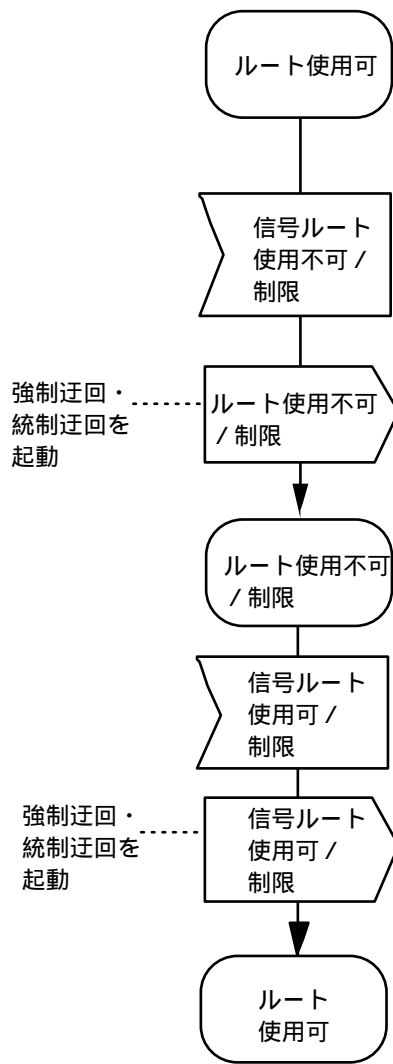 ルート使用可
信号ルート
使用不可 /
制限
強制迂回・
統制迂回を
起動
ルート使用不可
/ 制限
ルート使用不可
/ 制限
信号ルート
使用可 /
制限
強制迂回・
統制迂回を
起動
信号ルート
使用可 /
制限
ルート
使用可